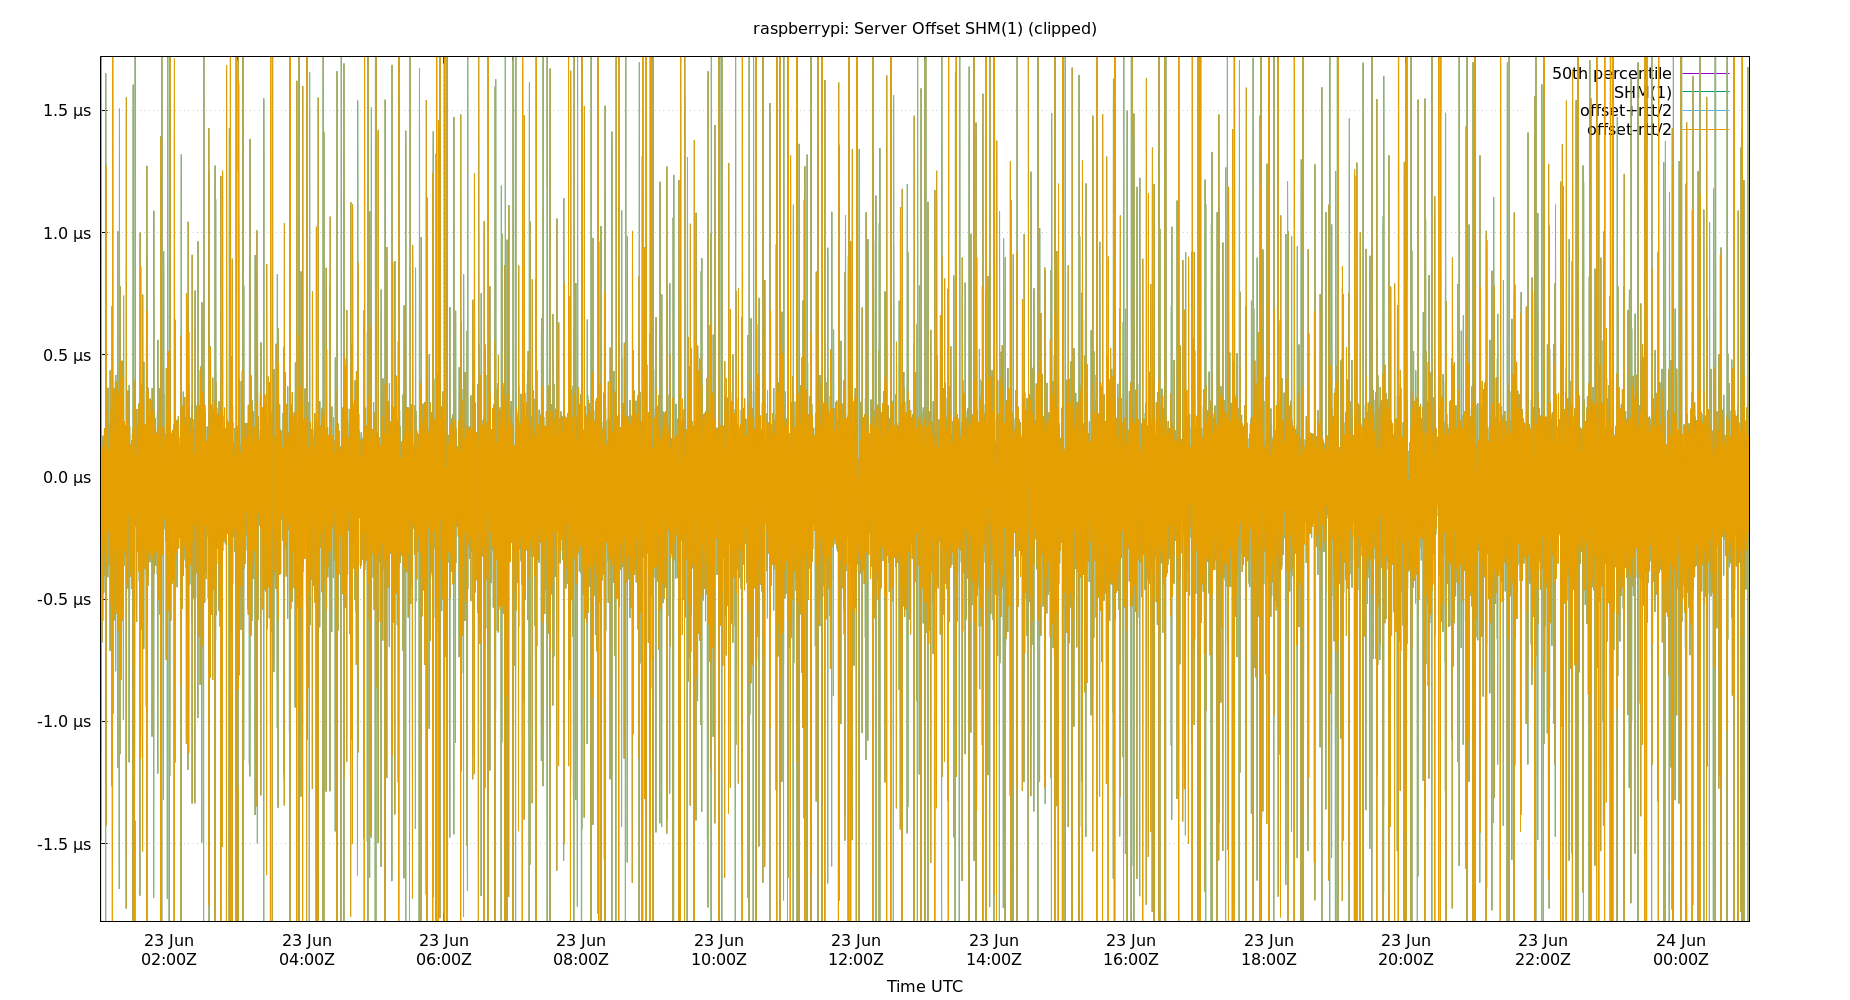 raspberrypi: Server Offset SHM(1) (clipped)
50th percentile
SHM(1)
offset+rtt/2
offset-rtt/2
1.5 µs
1.0 µs
0.5 µs
0.0 µs
-0.5 µs
-1.0 µs
-1.5 µs
23 Jun 23 Jun 23 Jun 23 Jun 23 Jun 23 Jun 23 Jun 23 Jun 23 Jun 23 Jun 23 Jun 24 Jun
02:00Z 04:00Z 06:00Z 08:00Z 10:00Z 12:00Z 14:00Z 16:00Z 18:00Z 20:00Z 22:00Z 00:00Z
Time UTC